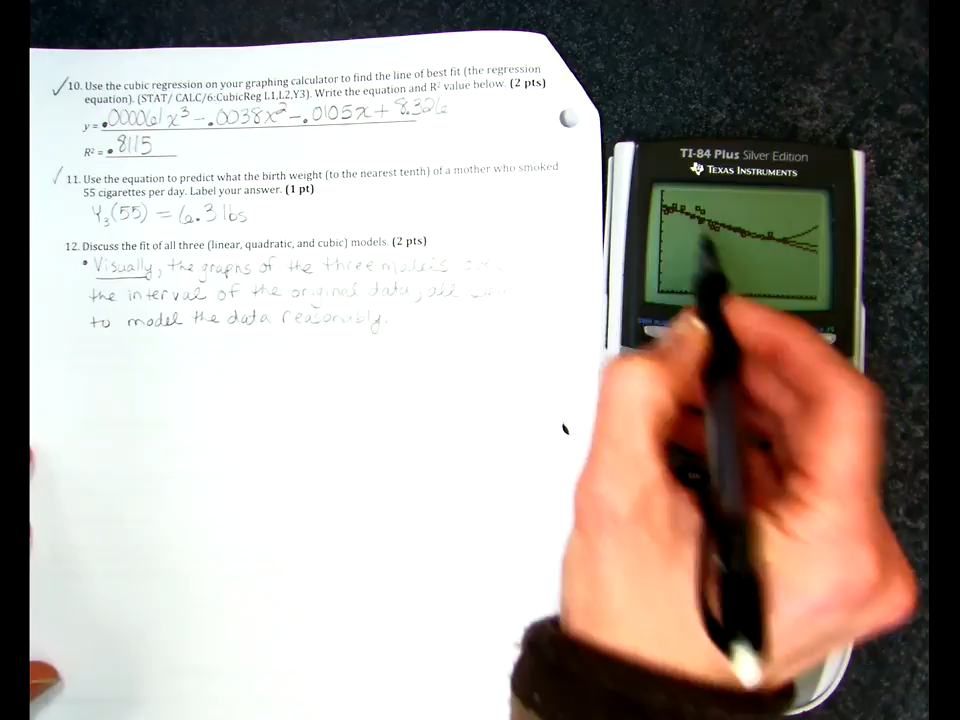 10. Use the cubic regression on your graphing calculator to find the line of best fit (the regression
equation). (STAT/ CALC/6:CubicReg L1,L2,Y3). Write the equation and R² value below. (2 pts)
y = .000061x³ - .0038x² - .0105x + 8.326
R² = .8115
11. Use the equation to predict what the birth weight (to the nearest tenth) of a mother who smoked
55 cigarettes per day. Label your answer. (1 pt)
Y₃(55) = 6.3 lbs
12. Discuss the fit of all three (linear, quadratic, and cubic) models. (2 pts)
• Visually, the graphs of the three models
the interval of the original data, all
to model the data reasonably.
TI-84 Plus Silver Edition
TEXAS INSTRUMENTS